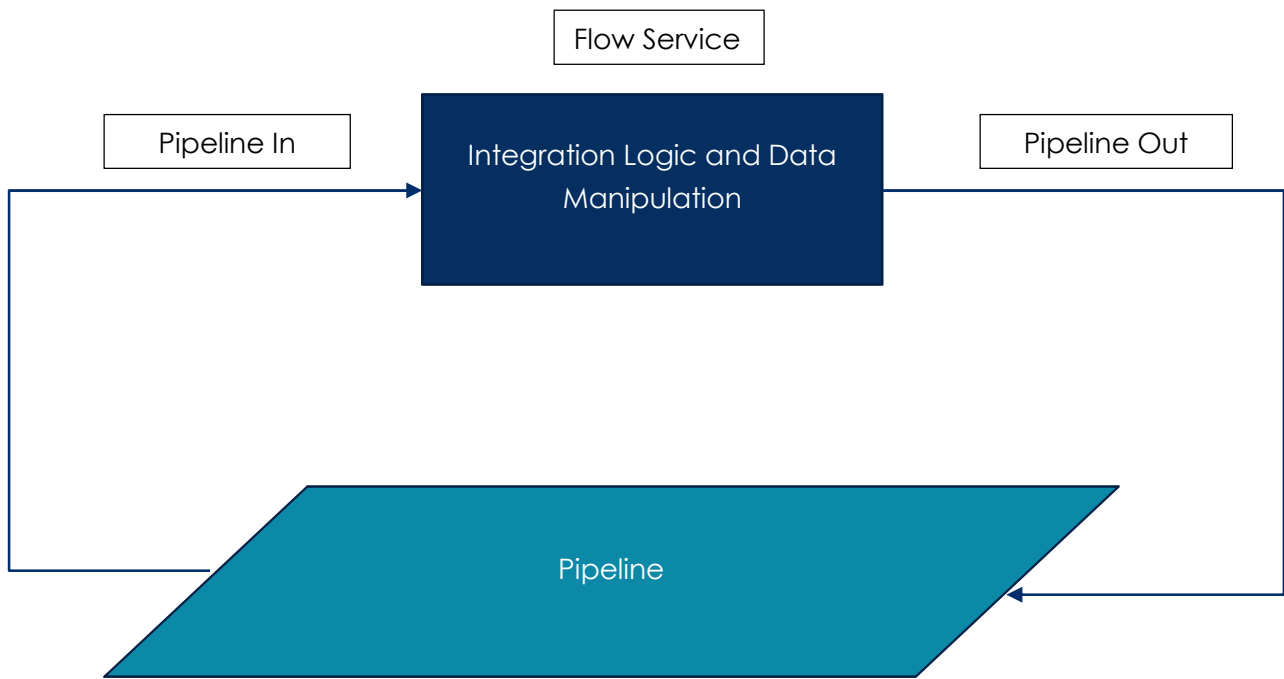 Flow Service
Pipeline In
Integration Logic and Data
Manipulation
Pipeline Out
Pipeline